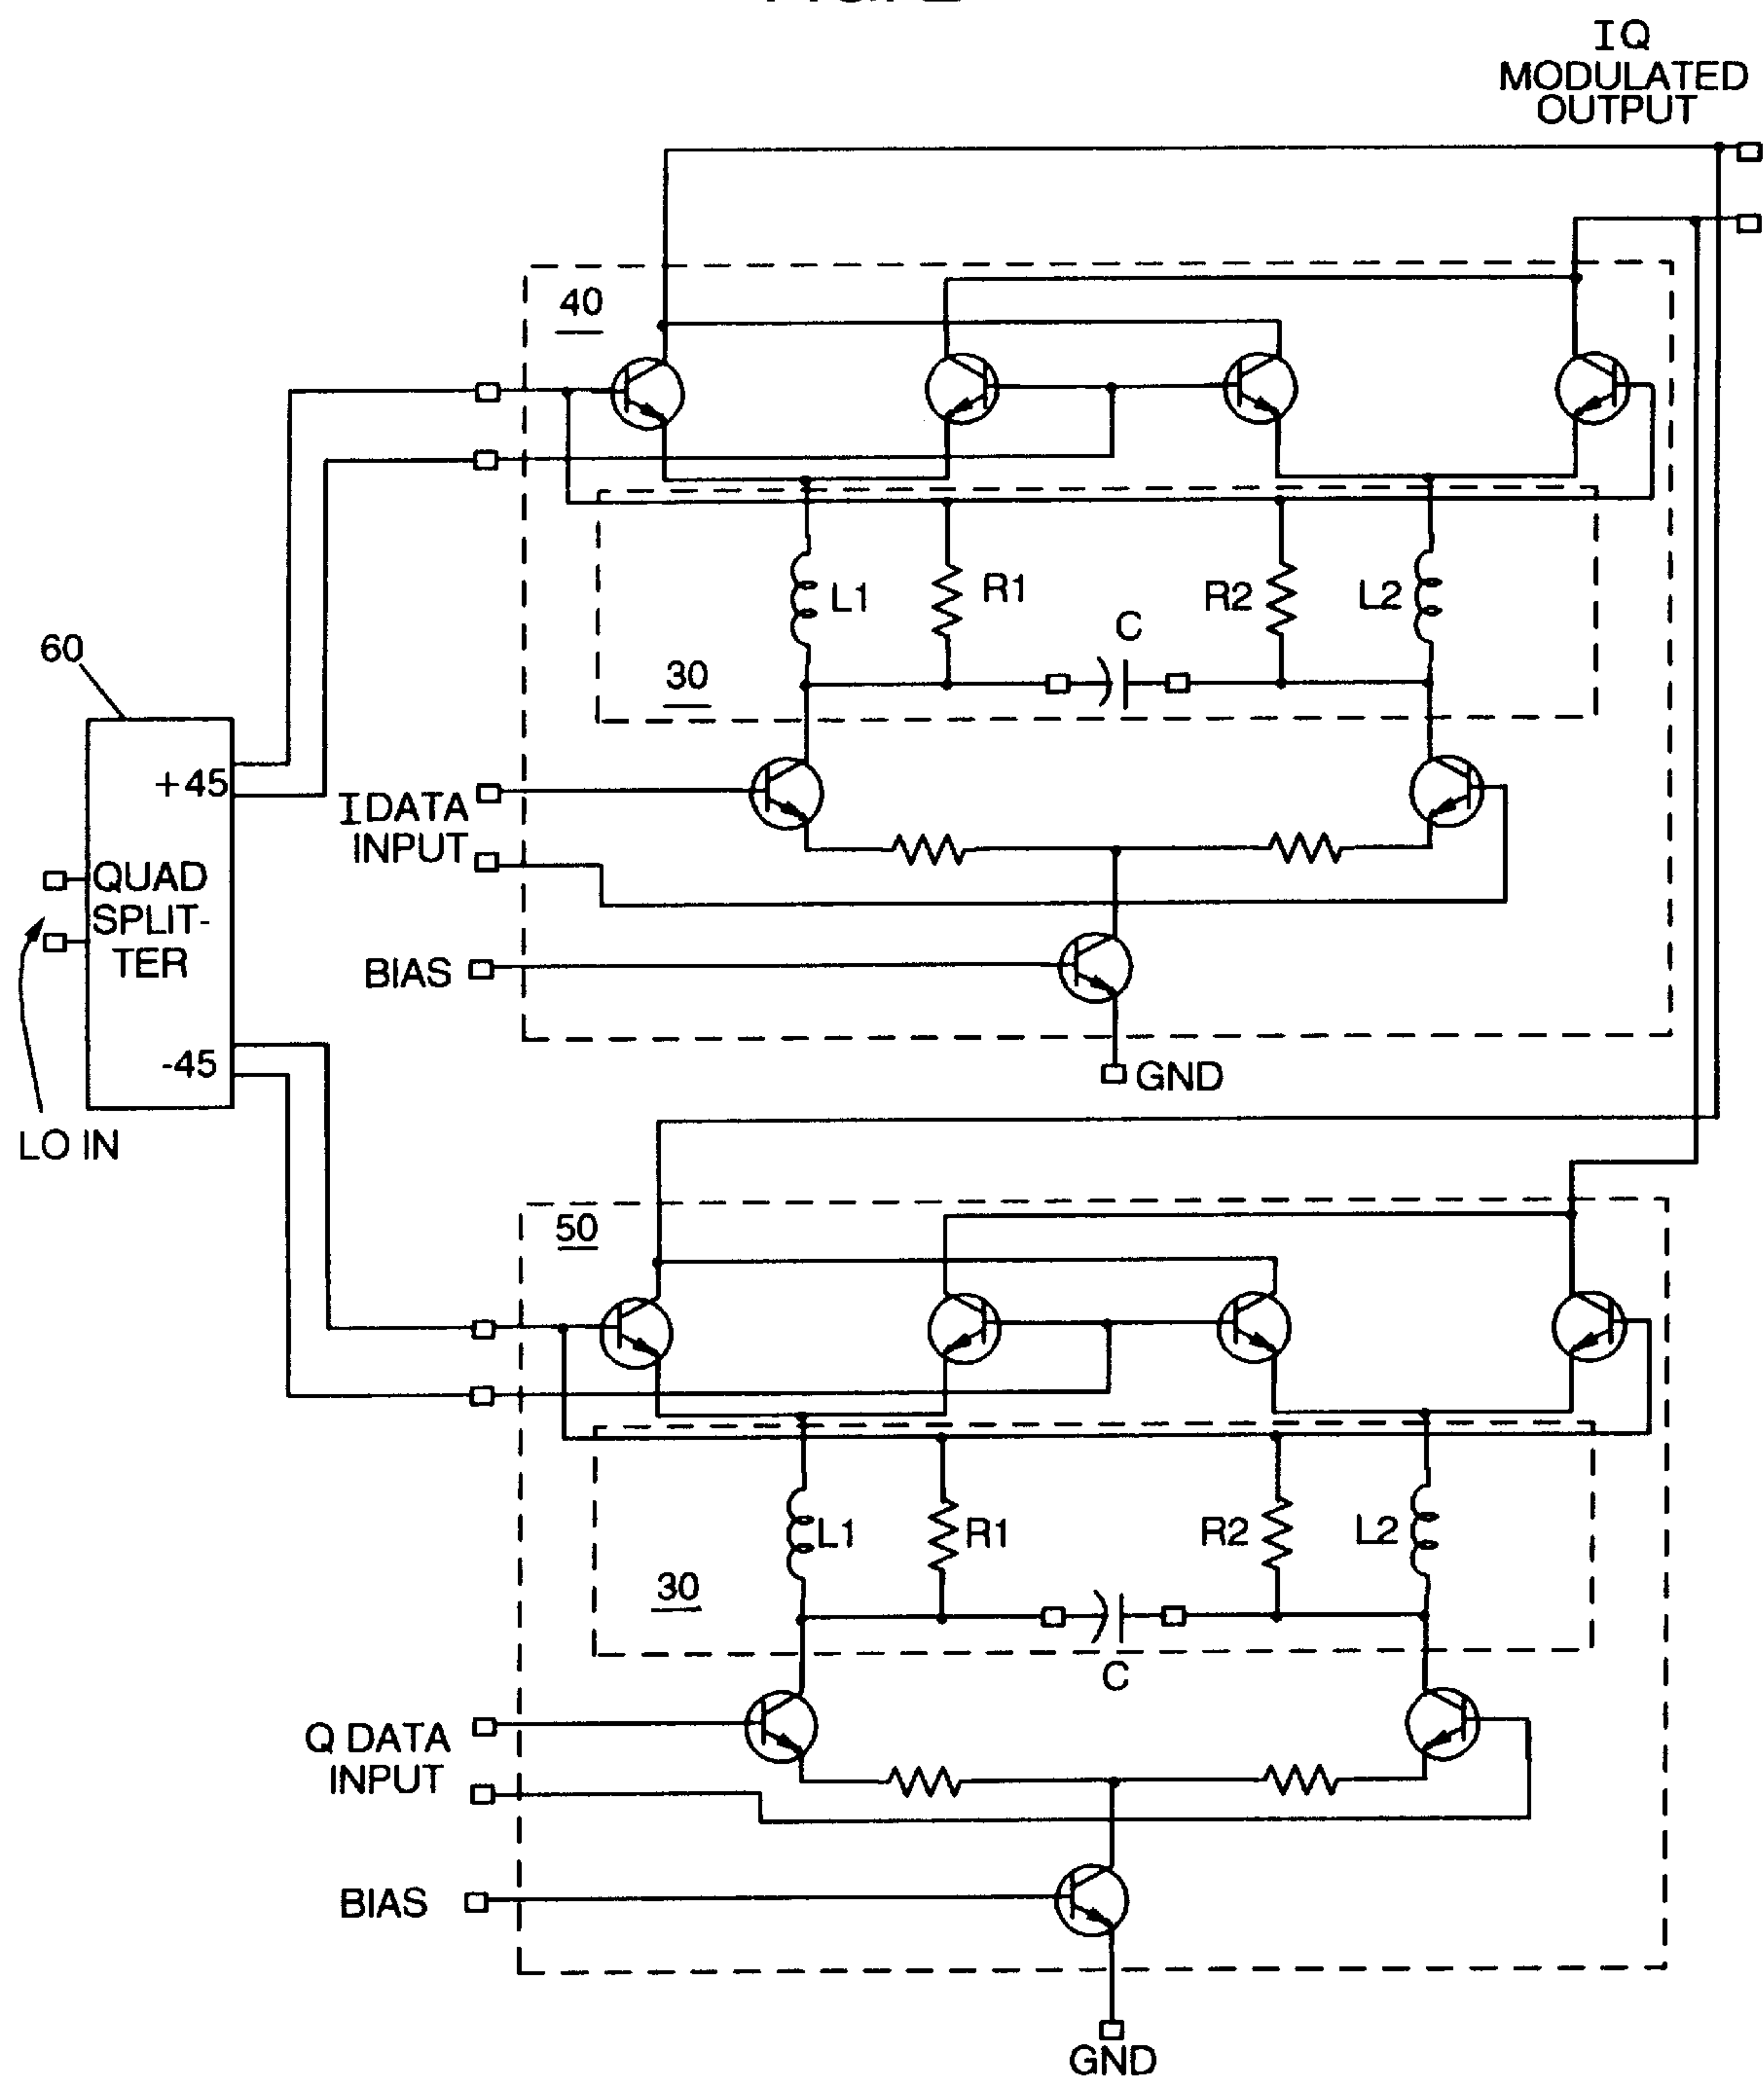 IQ
MODULATED
OUTPUT
40
L1
R1
R2
L2
C
30
60
+45
I DATA
INPUT
QUAD
SPLIT-
TER
BIAS
-45
GND
LO IN
50
L1
R1
R2
L2
30
C
Q DATA
INPUT
BIAS
GND